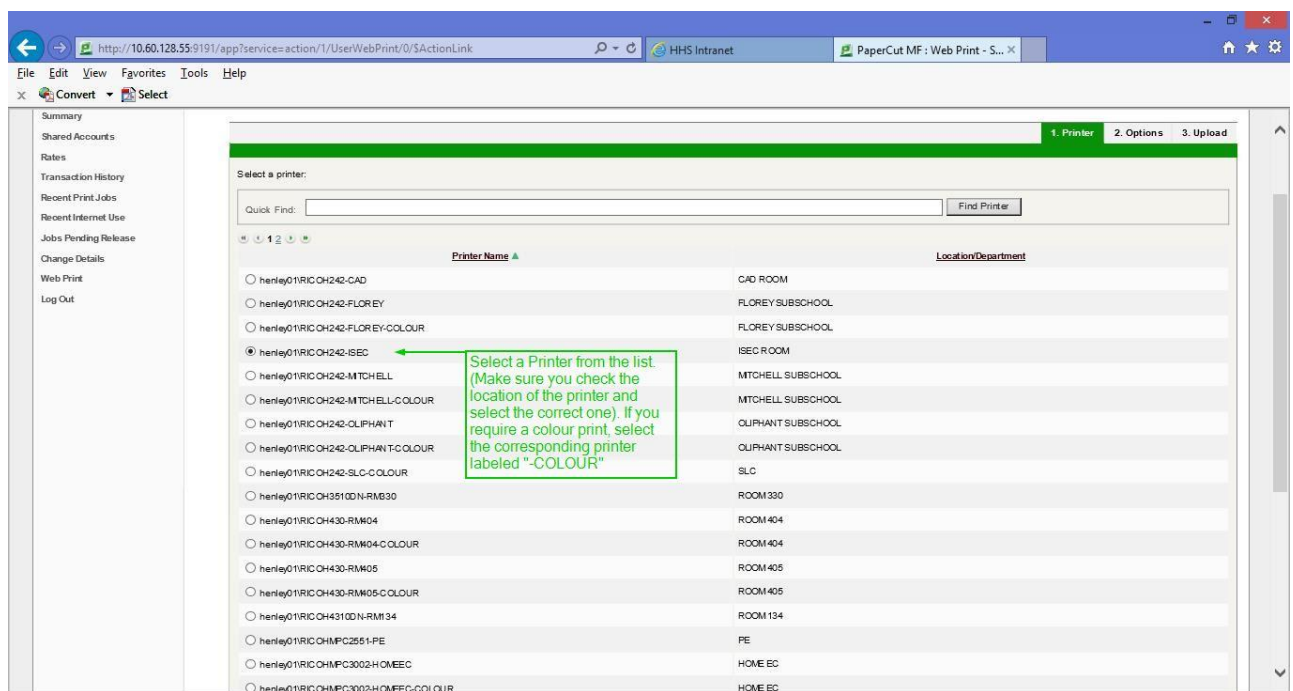 http://10.60.128.55:9191/app?service=action/1/UserWebPrint/0/$ActionLink
HHS Intranet
PaperCut MF : Web Print - S...
File Edit View Favorites Tools Help
Convert Select
Summary
Shared Accounts
Rates
Transaction History
Recent Print Jobs
Recent Internet Use
Jobs Pending Release
Change Details
Web Print
Log Out
1. Printer 2. Options 3. Upload
Select a printer:
Quick Find: Find Printer
1 2
Printer Name Location/Department
henley01\RICOH242-CAD CAD ROOM
henley01\RICOH242-FLOREY FLOREY SUBSCHOOL
henley01\RICOH242-FLOREY-COLOUR FLOREY SUBSCHOOL
henley01\RICOH242-ISEC ISEC ROOM
henley01\RICOH242-MITCHELL MITCHELL SUBSCHOOL
henley01\RICOH242-MITCHELL-COLOUR MITCHELL SUBSCHOOL
henley01\RICOH242-OLIPHANT OLIPHANT SUBSCHOOL
henley01\RICOH242-OLIPHANT-COLOUR OLIPHANT SUBSCHOOL
henley01\RICOH242-SLC-COLOUR SLC
henley01\RICOH3510DN-RM330 ROOM 330
henley01\RICOH430-RM404 ROOM 404
henley01\RICOH430-RM404-COLOUR ROOM 404
henley01\RICOH430-RM405 ROOM 405
henley01\RICOH430-RM405-COLOUR ROOM 405
henley01\RICOH4310DN-RM134 ROOM 134
henley01\RICOHMPC2551-PE PE
henley01\RICOHMPC3002-HOMEEC HOME EC
henley01\RICOHMPC3002-HOMEEC-COLOUR HOME EC
Select a Printer from the list.
(Make sure you check the
location of the printer and
select the correct one). If you
require a colour print, select
the corresponding printer
labeled "-COLOUR"